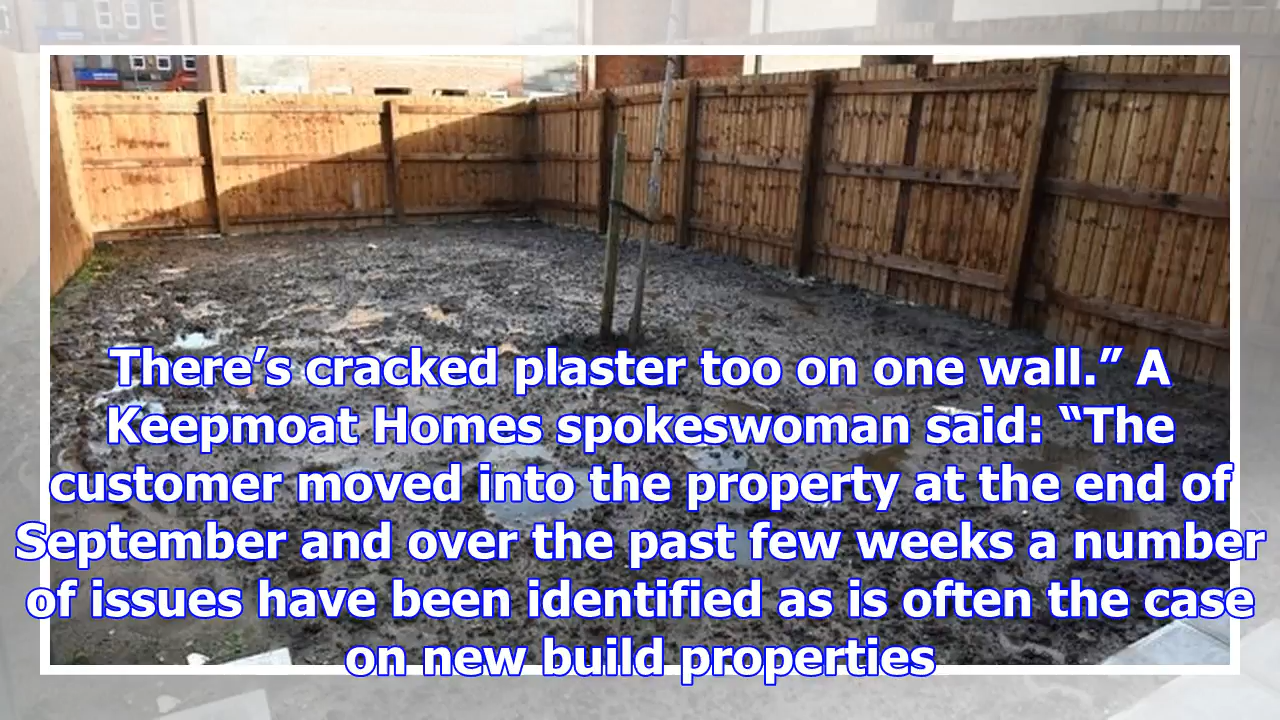 There’s cracked plaster too on one wall.” A
Keepmoat Homes spokeswoman said: “The
customer moved into the property at the end of
September and over the past few weeks a number
of issues have been identified as is often the case
on new build properties